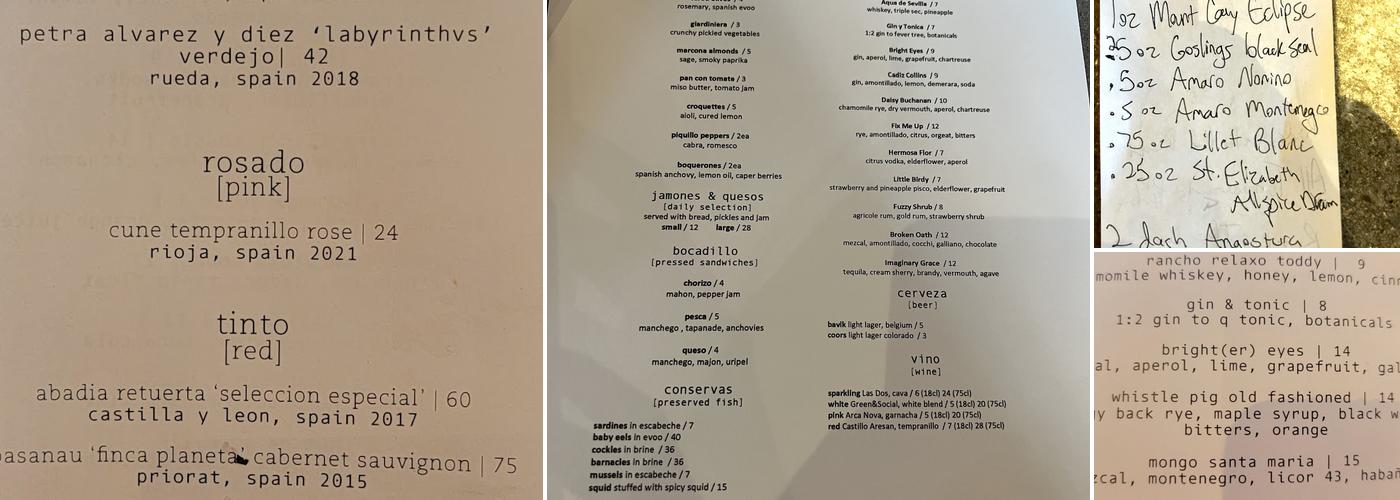 petra alvarez y diez ‘labyrinthvs’
verdejo| 42
rueda, spain 2018
rosado
[pink]
cune tempranillo rose | 24
rioja, spain 2021
tinto
[red]
abadia retuerta ‘seleccion especial’ | 60
castilla y leon, spain 2017
‘finca planeta’ cabernet sauvignon | 75
priorat, spain 2015
rosemary, spanish evoo
giardiniera / 3
crunchy pickled vegetables
marcona almonds / 5
sage, smoky paprika
pan con tomate / 3
miso butter, tomato jam
croquettes / 5
aioli, cured lemon
piquillo peppers / 2ea
cabra, romesco
boquerones / 2ea
spanish anchovy, lemon oil, caper berries
jamones & quesos
[daily selection]
served with bread, pickles and jam
small / 12 large / 28
bocadillo
[pressed sandwiches]
chorizo / 4
mahon, pepper jam
pesca / 5
manchego , tapanade, anchovies
queso / 4
manchego, majon, uripel
conservas
[preserved fish]
sardines in escabeche / 7
baby eels in evoo / 40
cockles in brine / 36
barnacles in brine / 36
mussels in escabeche / 7
squid stuffed with spicy squid / 15
Aqua de Sevilla / 7
whiskey, triple sec, pineapple
Gin y Tonica / 7
1:2 gin to fever tree, botanicals
Bright Eyes / 9
gin, aperol, lime, grapefruit, chartreuse
Cadiz Collins / 9
gin, amontillado, lemon, demerara, soda
Daisy Buchanan / 10
chamomile rye, dry vermouth, aperol, chartreuse
Fix Me Up / 12
rye, amontillado, citrus, orgeat, bitters
Hermosa Flor / 7
citrus vodka, elderflower, aperol
Little Birdy / 7
strawberry and pineapple pisco, elderflower, grapefruit
Fuzzy Shrub / 8
agricole rum, gold rum, strawberry shrub
Broken Oath / 12
mezcal, amontillado, cocchi, galliano, chocolate
Imaginary Grace / 12
tequila, cream sherry, brandy, vermouth, agave
cerveza
[beer]
bavik light lager, belgium / 5
coors light lager colorado / 3
vino
[wine]
sparkling Las Dos, cava / 6 (18cl) 24 (75cl)
white Green&Social, white blend / 5 (18cl) 20 (75cl)
pink Arca Nova, garnacha / 5 (18cl) 20 (75cl)
red Castillo Aresan, tempranillo / 7 (18cl) 28 (75cl)
1oz Mount Gay Eclipse
.25 oz Goslings black Seal
.5oz Amaro Nonino
.5 oz Amaro Montenegro
.75 oz Lillet Blanc
.25 oz St. Elizabeth
Allspice Dram
2 dash Angostura
rancho relaxo toddy | 9
momile whiskey, honey, lemon, cinn
gin & tonic | 8
1:2 gin to q tonic, botanicals
bright(er) eyes | 14
al, aperol, lime, grapefruit, gal
whistle pig old fashioned | 14
y back rye, maple syrup, black w
bitters, orange
mongo santa maria | 15
zcal, montenegro, licor 43, habañ